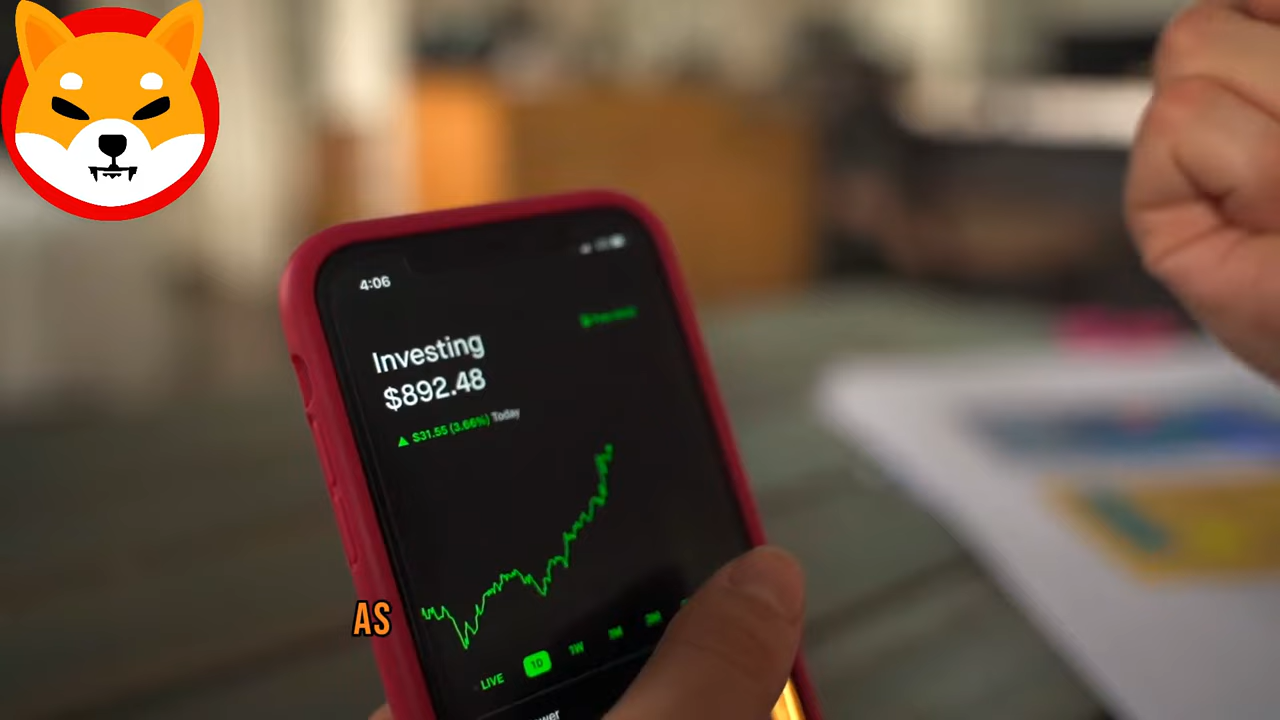 4:06
Investing
$892.48
▲ $31.55 (3.66%) Today
LIVE 1D 1W
AS